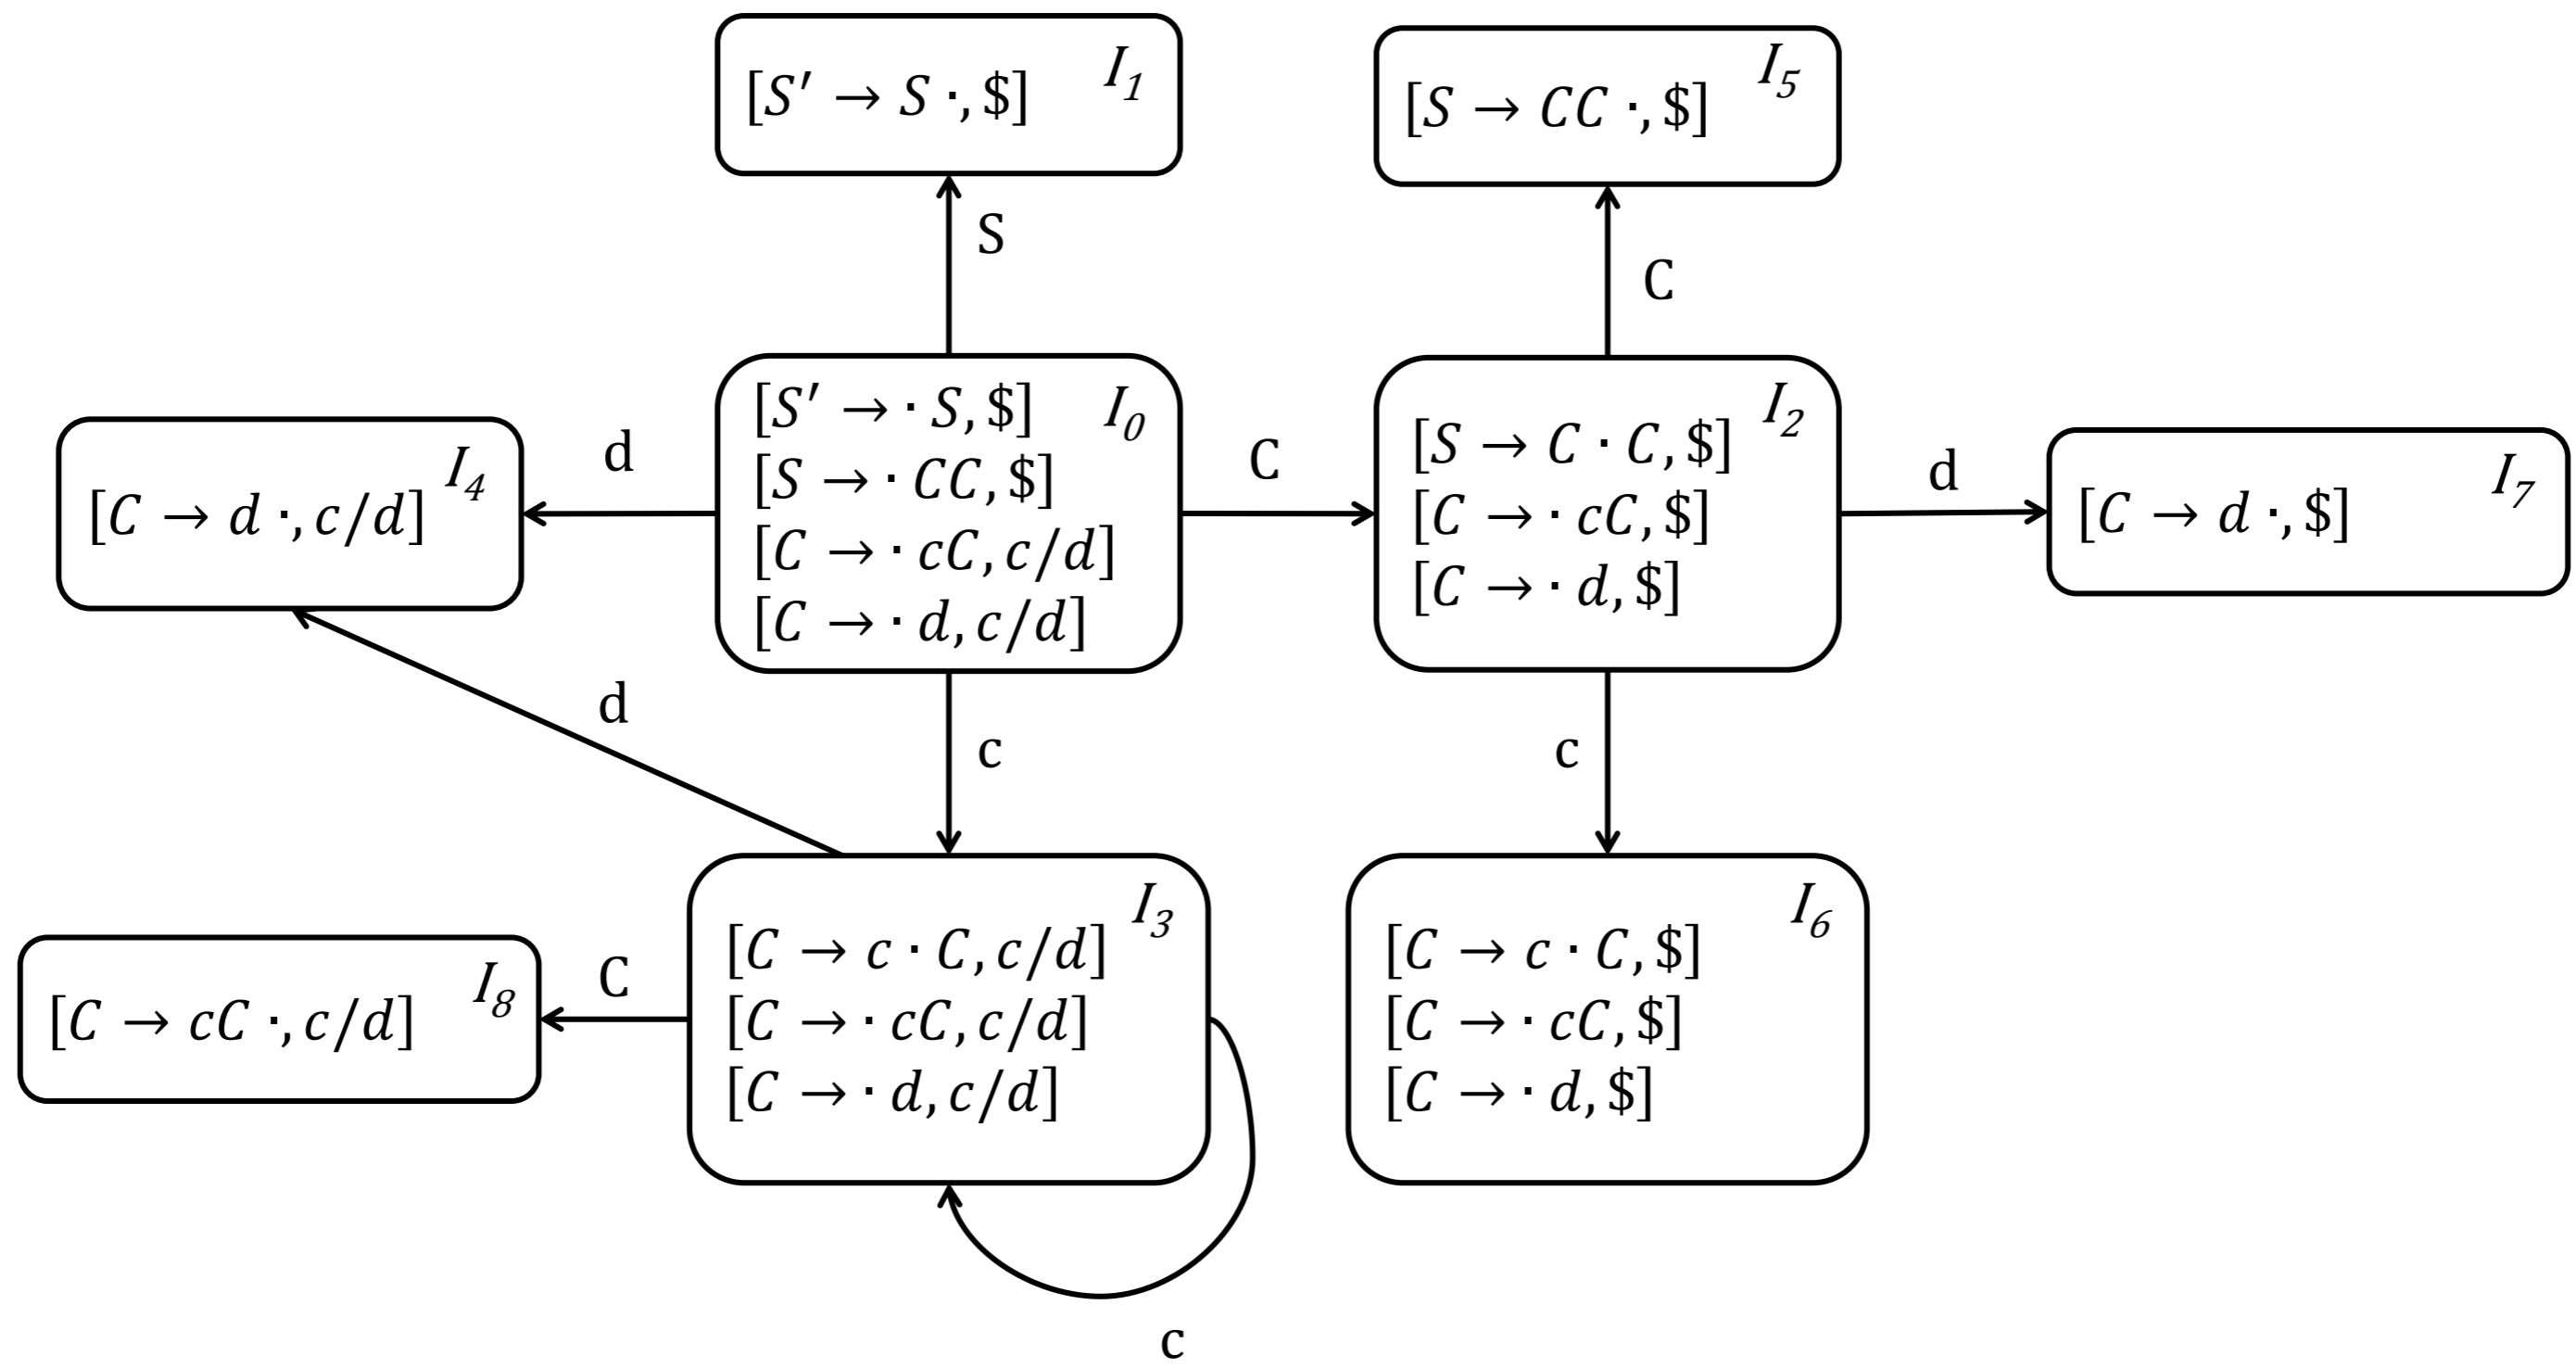 [S′ → S ·, $] I₁
[S → CC ·, $] I₅
S
C
[S′ → · S, $] I₀
[S → · CC, $]
[C → · cC, c/d]
[C → · d, c/d]
C
[S → C · C, $] I₂
[C → · cC, $]
[C → · d, $]
d
[C → d ·, $] I₇
d
[C → d ·, c/d] I₄
d
c
c
[C → c · C, c/d] I₃
[C → · cC, c/d]
[C → · d, c/d]
[C → c · C, $] I₆
[C → · cC, $]
[C → · d, $]
C
[C → cC ·, c/d] I₈
c